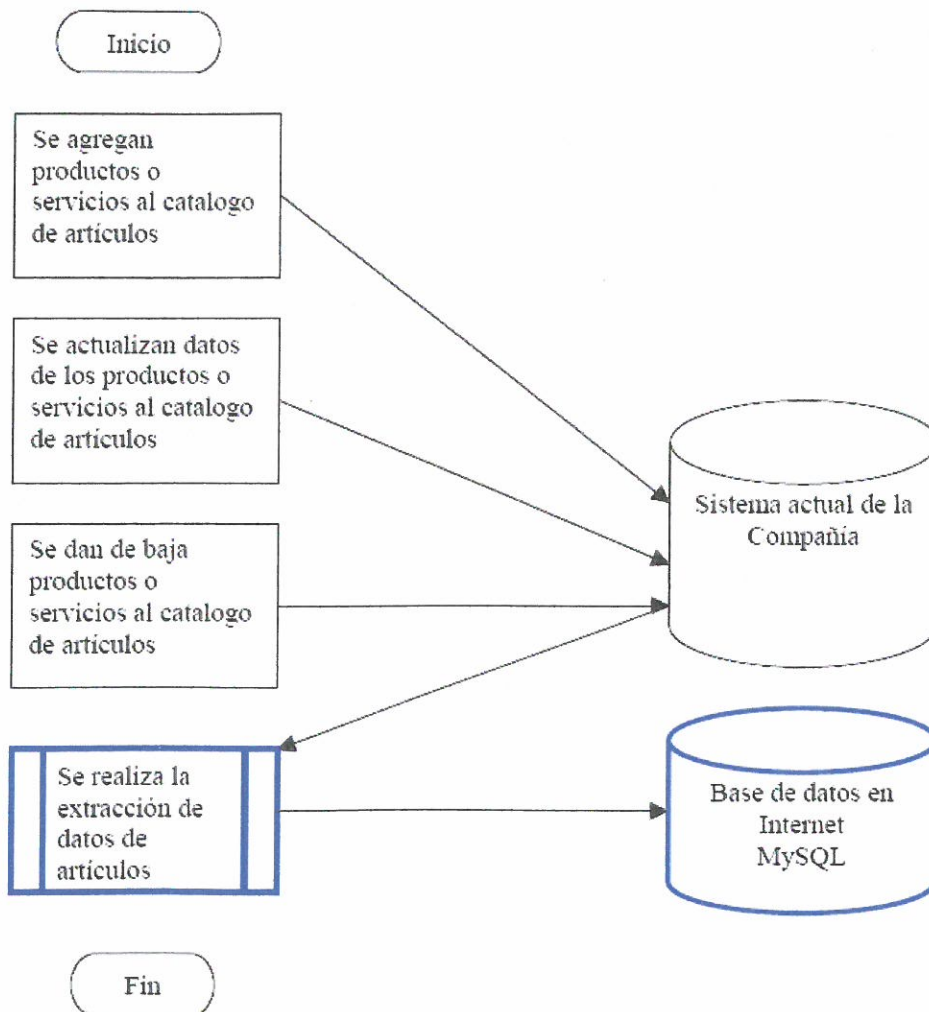 Inicio
Se agregan
productos o
servicios al catalogo
de artículos
Se actualizan datos
de los productos o
servicios al catalogo
de artículos
Sistema actual de la
Compañía
Se dan de baja
productos o
servicios al catalogo
de artículos
Se realiza la
extracción de
datos de
artículos
Base de datos en
Internet
MySQL
Fin